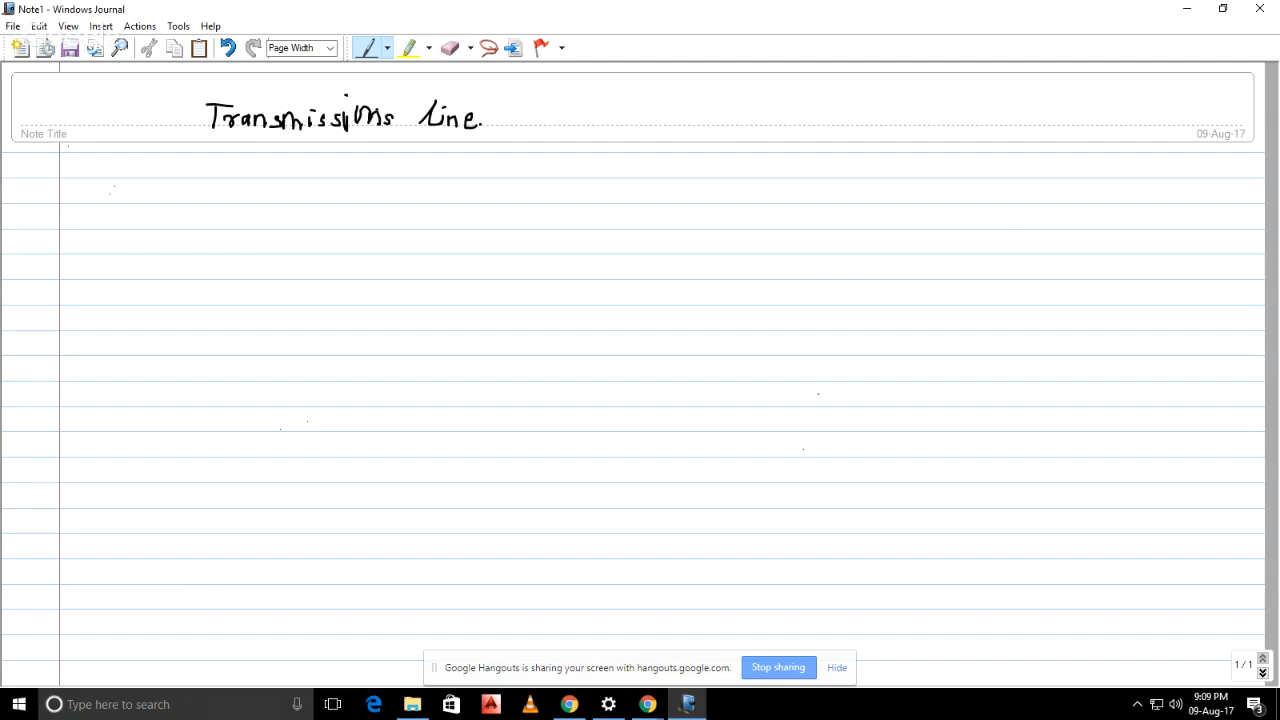 Note1 - Windows Journal
File Edit View Insert Actions Tools Help
Page Width
Transmissions line.
Note Title
09-Aug-17
Google Hangouts is sharing your screen with hangouts.google.com.
Stop sharing
Hide
1 / 1
Type here to search
9:09 PM
09-Aug-17
3